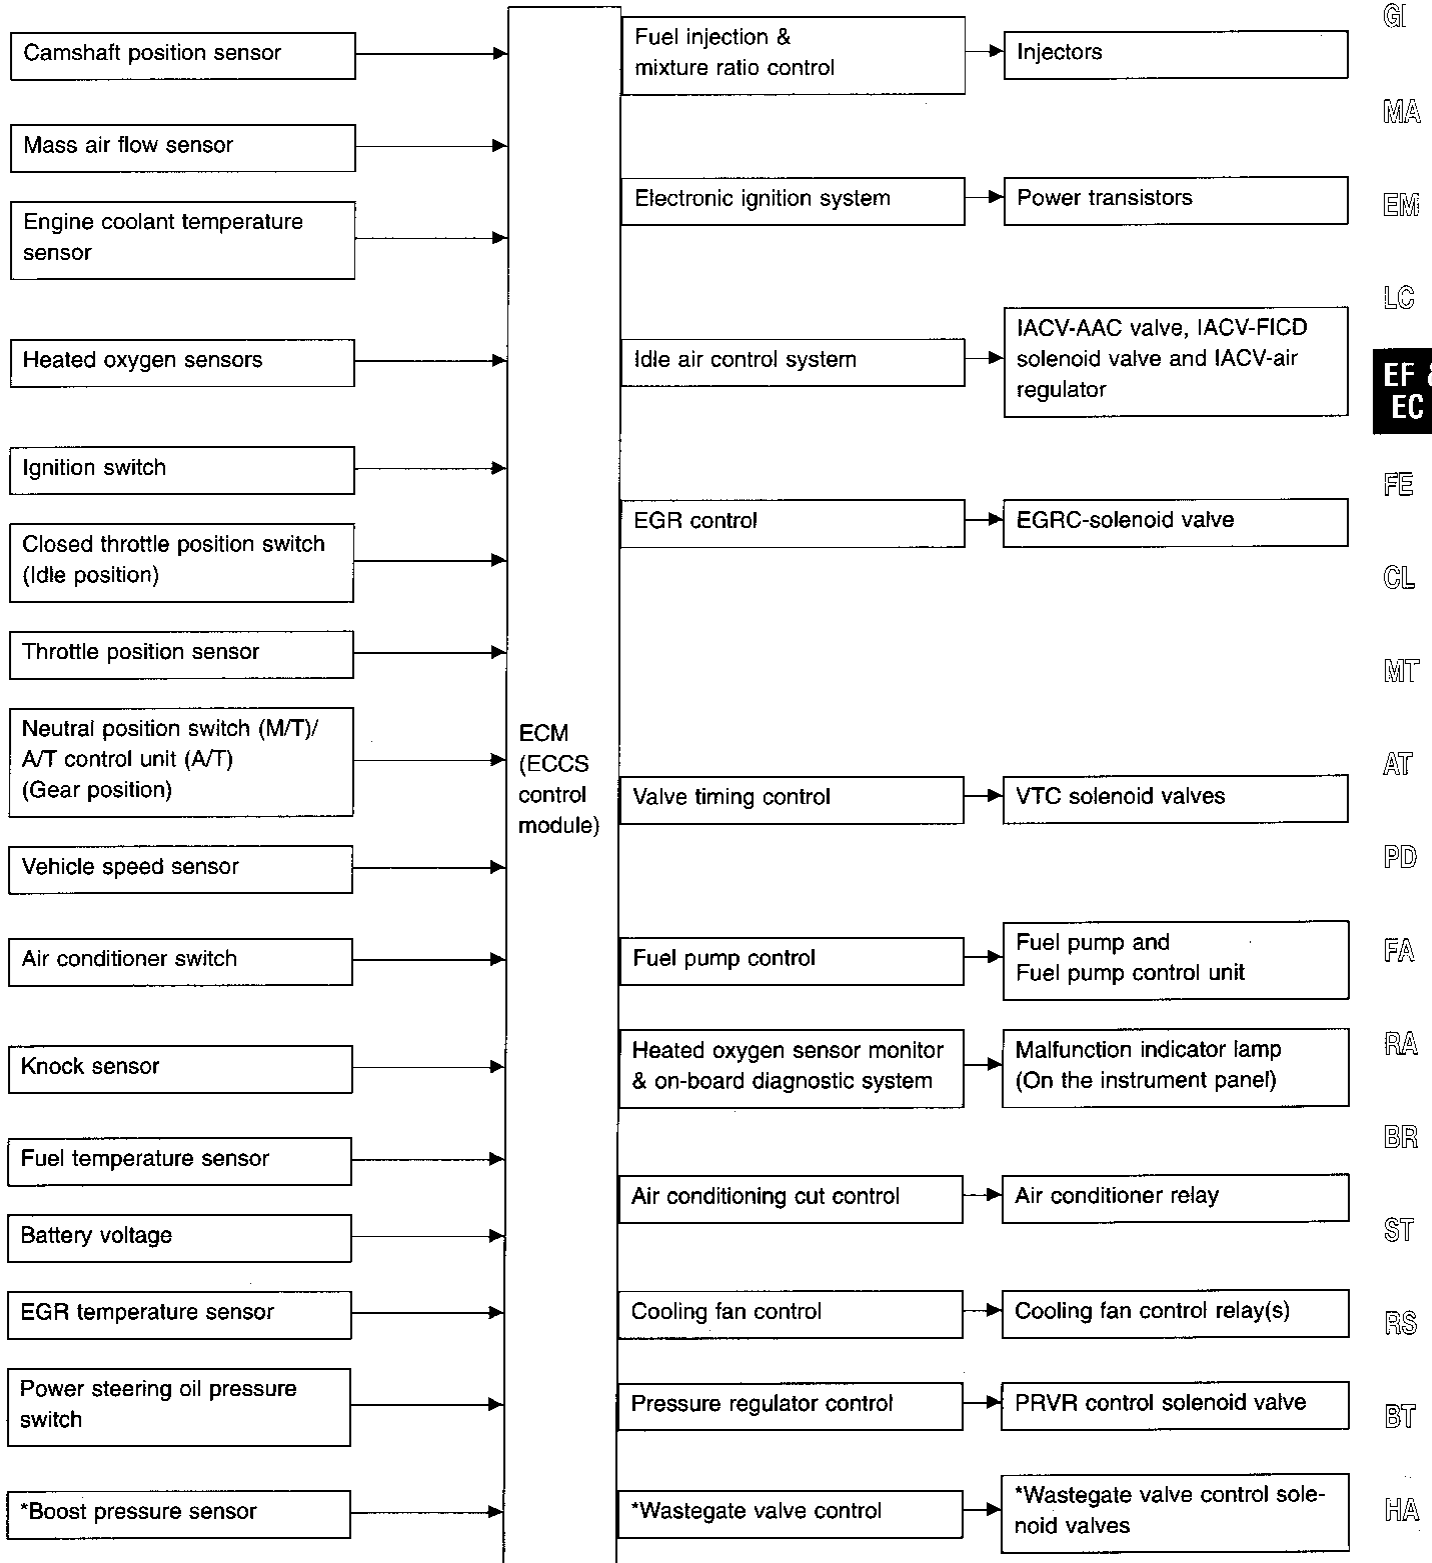 Camshaft position sensor
Mass air flow sensor
Engine coolant temperature
sensor
Heated oxygen sensors
Ignition switch
Closed throttle position switch
(Idle position)
Throttle position sensor
Neutral position switch (M/T)/
A/T control unit (A/T)
(Gear position)
Vehicle speed sensor
Air conditioner switch
Knock sensor
Fuel temperature sensor
Battery voltage
EGR temperature sensor
Power steering oil pressure
switch
*Boost pressure sensor
ECM
(ECCS
control
module)
Fuel injection &
mixture ratio control
Electronic ignition system
Idle air control system
EGR control
Valve timing control
Fuel pump control
Heated oxygen sensor monitor
& on-board diagnostic system
Air conditioning cut control
Cooling fan control
Pressure regulator control
*Wastegate valve control
Injectors
Power transistors
IACV-AAC valve, IACV-FICD
solenoid valve and IACV-air
regulator
EGRC-solenoid valve
VTC solenoid valves
Fuel pump and
Fuel pump control unit
Malfunction indicator lamp
(On the instrument panel)
Air conditioner relay
Cooling fan control relay(s)
PRVR control solenoid valve
*Wastegate valve control sole-
noid valves
GI
MA
EM
LC
EF &
EC
FE
CL
MT
AT
PD
FA
RA
BR
ST
RS
BT
HA